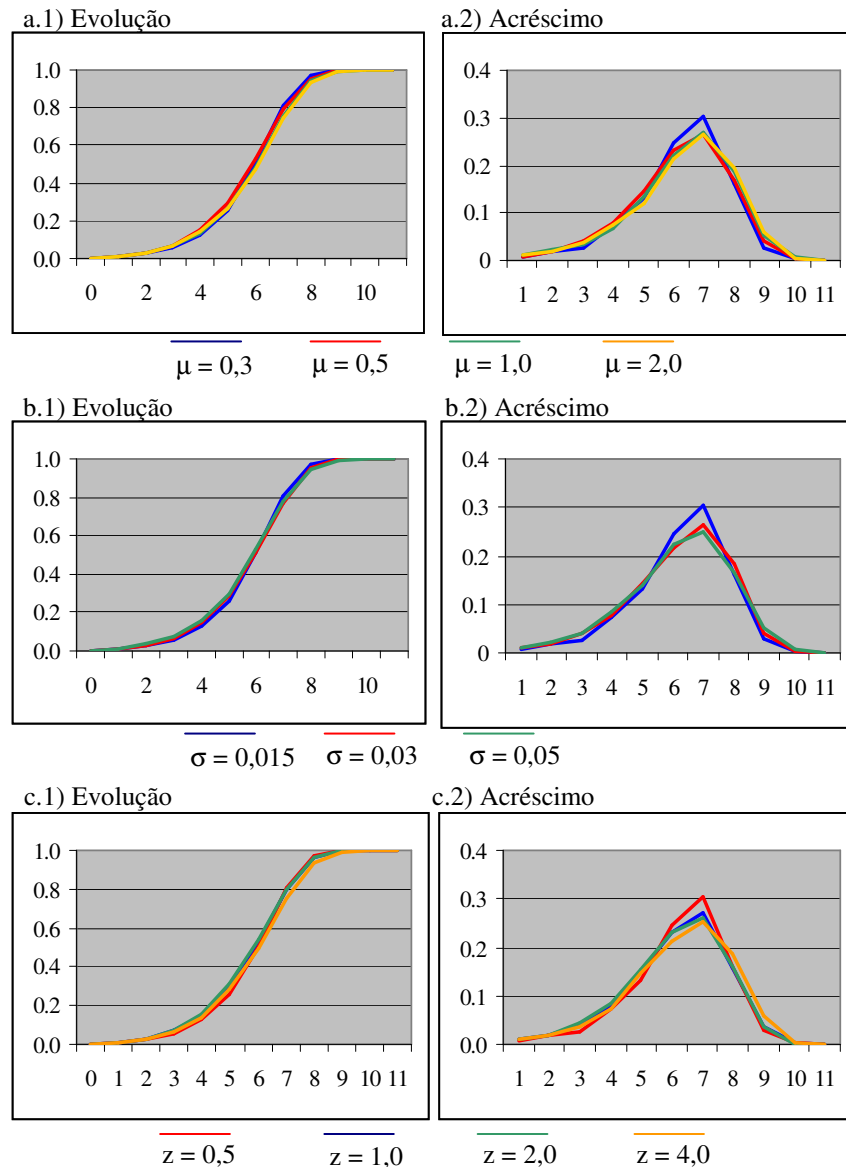 a.1) Evolução
a.2) Acréscimo
1.0
0.8
0.6
0.4
0.2
0.0
0 2 4 6 8 10
0.4
0.3
0.2
0.1
0
1 2 3 4 5 6 7 8 9 10 11
μ = 0,3 μ = 0,5 μ = 1,0 μ = 2,0
b.1) Evolução
b.2) Acréscimo
1.0
0.8
0.6
0.4
0.2
0.0
0 2 4 6 8 10
0.4
0.3
0.2
0.1
0
1 2 3 4 5 6 7 8 9 10 11
σ = 0,015 σ = 0,03 σ = 0,05
c.1) Evolução
c.2) Acréscimo
1.0
0.8
0.6
0.4
0.2
0.0
0 1 2 3 4 5 6 7 8 9 10 11
0.4
0.3
0.2
0.1
0.0
1 2 3 4 5 6 7 8 9 10 11
z = 0,5 z = 1,0 z = 2,0 z = 4,0